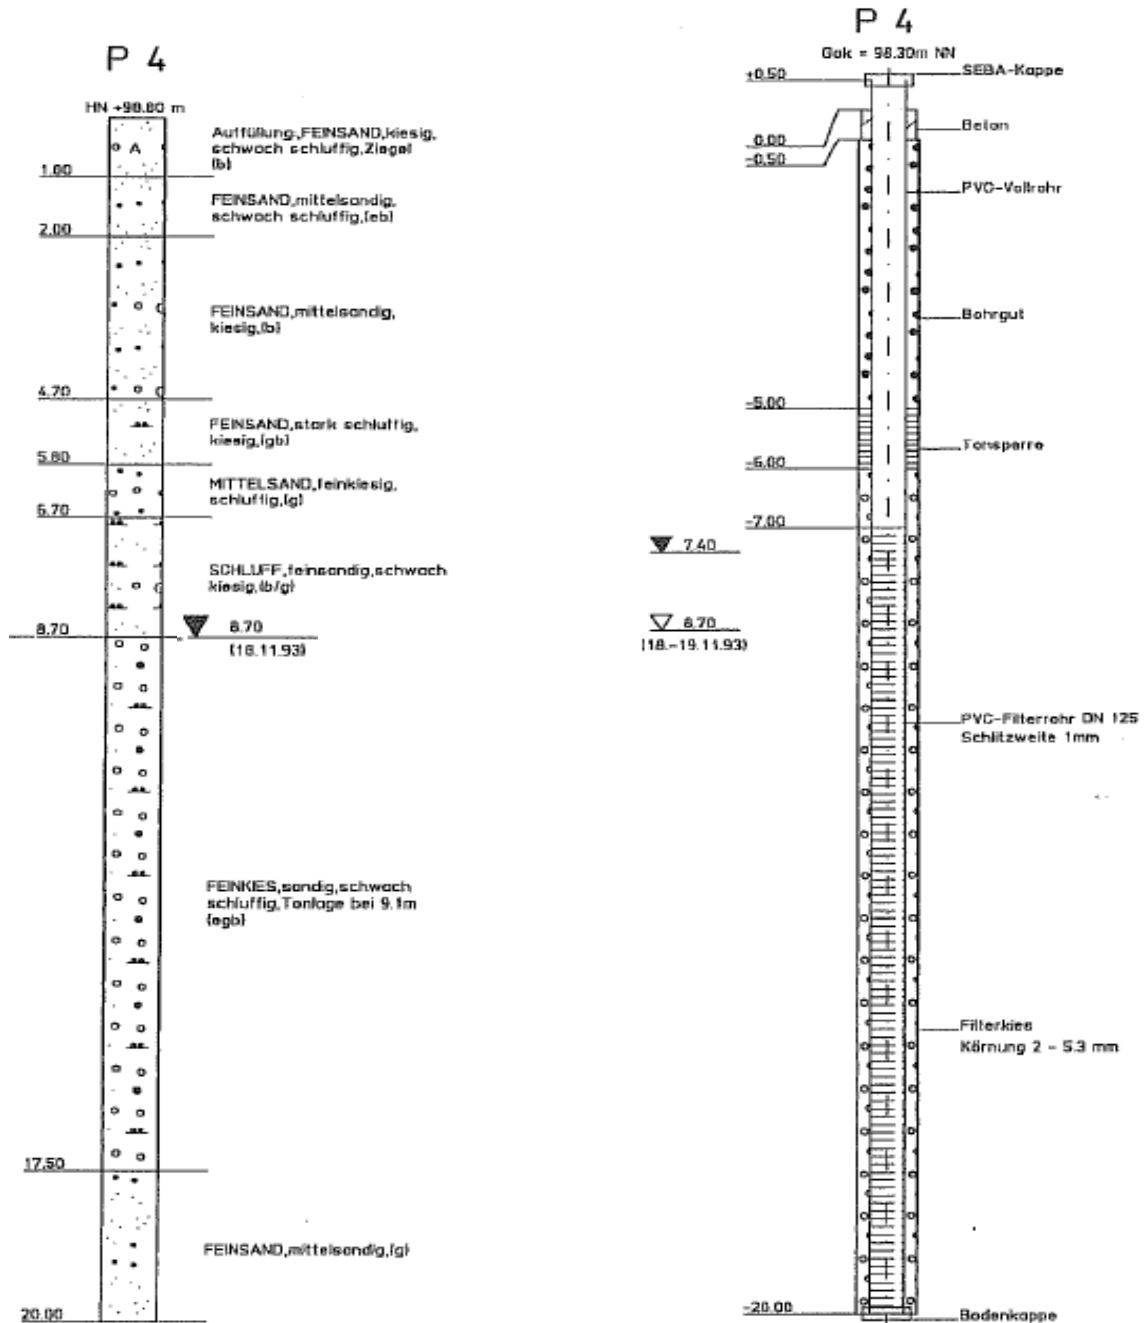 P 4
HN +98.80 m
A
Auffüllung,FEINSAND,kiesig,
schwach schluffig,Ziegel
(b)
1.00
FEINSAND,mittelsandig,
schwach schluffig,(eb)
2.00
FEINSAND,mittelsandig,
kiesig,(b)
4.70
FEINSAND,stark schluffig,
kiesig,(gb)
5.80
MITTELSAND,feinkiesig,
schluffig,(g)
6.70
SCHLUFF,feinsandig,schwach
kiesig,(b/g)
8.70
8.70
(18.11.93)
FEINKIES,sandig,schwach
schluffig,Tonlage bei 9.1m
(egb)
17.50
FEINSAND,mittelsandig,(g)
20.00
P 4
Gok = 98.30m NN
+0.50
SEBA-Kappe
Beton
0.00
-0.50
PVC-Vollrohr
Bohrgut
-5.00
Tonsperre
-6.00
-7.00
7.40
8.70
(18.-19.11.93)
PVC-Filterrohr DN 125
Schlitzweite 1mm
Filterkies
Körnung 2 - 5.3 mm
-20.00
Bodenkappe